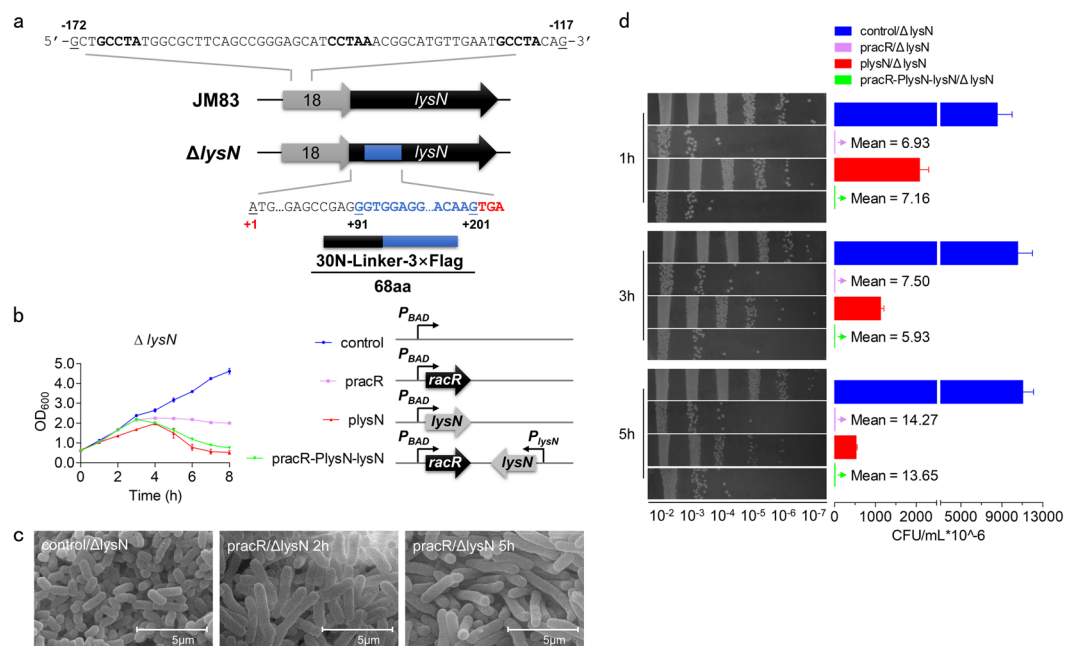 a
-172
-117
5’-GCTGCCTATGGCGCTTCAGCCGGGAGCATCCTAAACGGCATGTTGAATGCCTACAG-3’
JM83
18
lysN
ΔlysN
18
lysN
ATG…GAGCCGAGGGTGGAGG…ACAAGTGA
+1
+91
+201
30N-Linker-3×Flag
68aa
b
Δ lysN
OD600
5.0
4.0
3.0
2.0
1.0
0.0
0 2 4 6 8
Time (h)
control
pracR
plysN
pracR-PlysN-lysN
PBAD
PBAD
racR
PBAD
lysN
PBAD
racR
lysN
PlysN
c
control/ΔlysN
5μm
pracR/ΔlysN 2h
5μm
pracR/ΔlysN 5h
5μm
d
control/ΔlysN
pracR/ΔlysN
plysN/ΔlysN
pracR-PlysN-lysN/ΔlysN
1h
Mean = 6.93
Mean = 7.16
3h
Mean = 7.50
Mean = 5.93
5h
Mean = 14.27
Mean = 13.65
10-2 10-3 10-4 10-5 10-6 10-7
0 1000 2000 5000 9000 13000
CFU/mL*10^-6